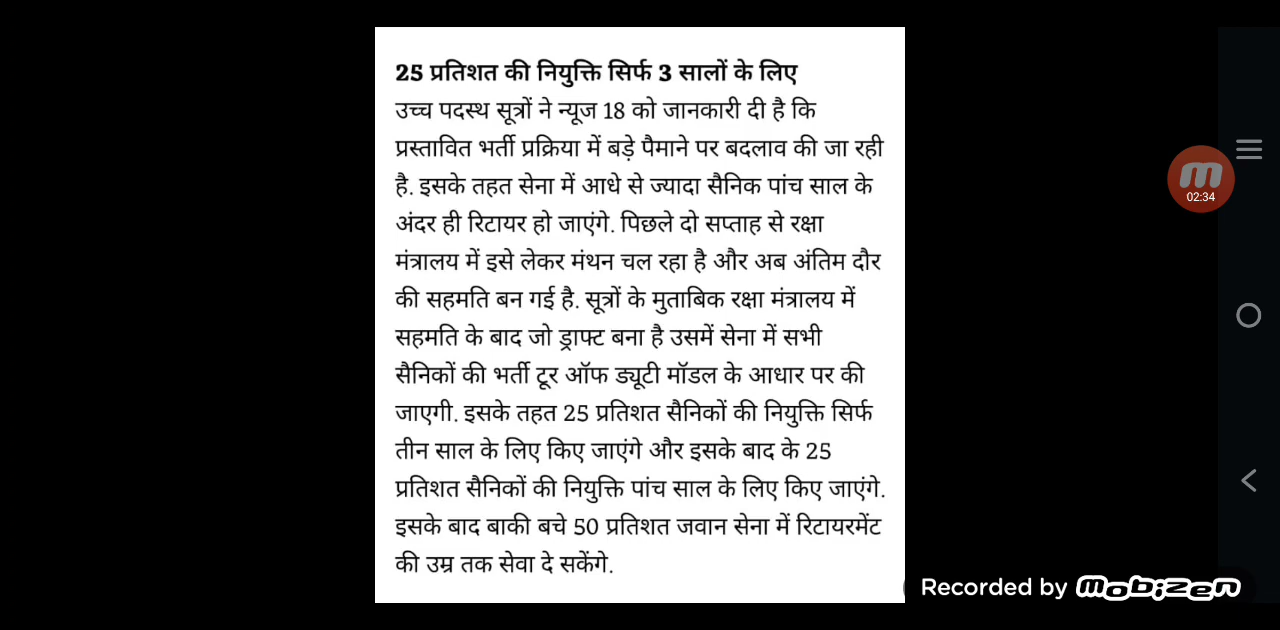 25 प्रतिशत की नियुक्ति सिर्फ 3 सालों के लिए
उच्च पदस्थ सूत्रों ने न्यूज 18 को जानकारी दी है कि
प्रस्तावित भर्ती प्रक्रिया में बड़े पैमाने पर बदलाव की जा रही
है. इसके तहत सेना में आधे से ज्यादा सैनिक पांच साल के
अंदर ही रिटायर हो जाएंगे. पिछले दो सप्ताह से रक्षा
मंत्रालय में इसे लेकर मंथन चल रहा है और अब अंतिम दौर
की सहमति बन गई है. सूत्रों के मुताबिक रक्षा मंत्रालय में
सहमति के बाद जो ड्राफ्ट बना है उसमें सेना में सभी
सैनिकों की भर्ती टूर ऑफ ड्यूटी मॉडल के आधार पर की
जाएगी. इसके तहत 25 प्रतिशत सैनिकों की नियुक्ति सिर्फ
तीन साल के लिए किए जाएंगे और इसके बाद के 25
प्रतिशत सैनिकों की नियुक्ति पांच साल के लिए किए जाएंगे.
इसके बाद बाकी बचे 50 प्रतिशत जवान सेना में रिटायरमेंट
की उम्र तक सेवा दे सकेंगे.
m
02:34
Recorded by mobizen